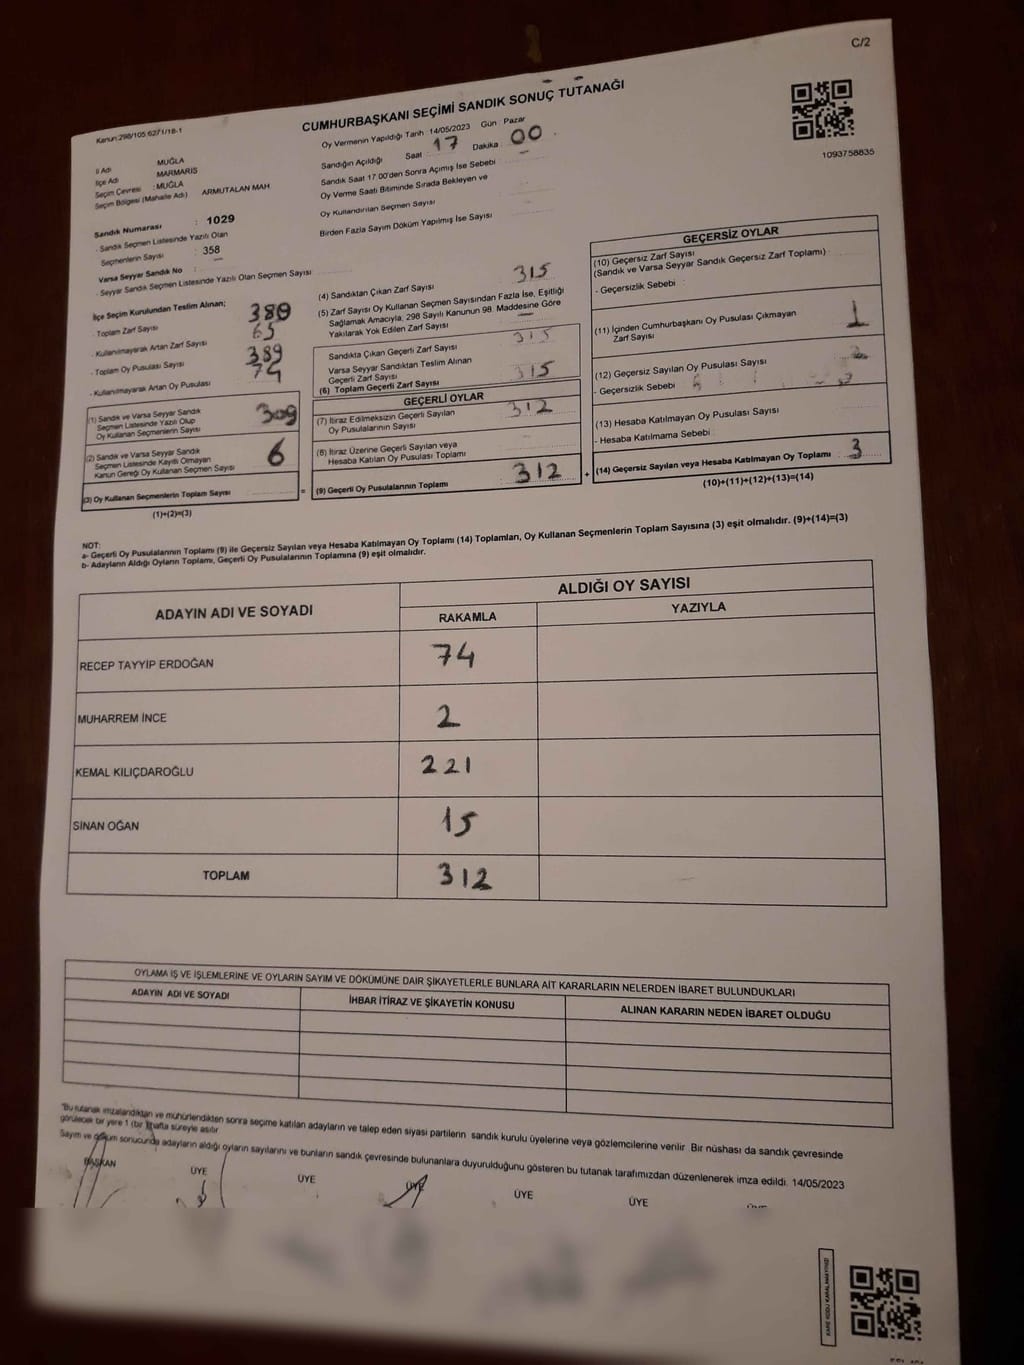 C/2
Kanun:298/105 6271/18-1
CUMHURBAŞKANI SEÇİMİ SANDIK SONUÇ TUTANAĞI
1093758835
İl Adı MUĞLA
İlçe Adı MARMARİS
Seçim Çevresi : MUĞLA
Seçim Bölgesi (Mahalle Adı) ARMUTALAN MAH
Sandık Numarası : 1029
- Sandık Seçmen Listesinde Yazılı Olan
Seçmenlerin Sayısı : 358
Varsa Seyyar Sandık No
- Seyyar Sandık Seçmen Listesinde Yazılı Olan Seçmen Sayısı
Oy Vermenin Yapıldığı Tarih : 14/05/2023 Gün : Pazar
Sandığın Açıldığı Saat 17 Dakika 00
Sandık Saat 17.00'den Sonra Açımış İse Sebebi
Oy Verme Saati Bitiminde Sırada Bekleyen ve
Oy Kullandırılan Seçmen Sayısı
Birden Fazla Sayım Döküm Yapılmış İse Sayısı
İlçe Seçim Kurulundan Teslim Alınan;
- Toplam Zarf Sayısı
- Kullanılmayarak Artan Zarf Sayısı 65
- Toplam Oy Pusulası Sayısı 389
- Kullanılmayarak Artan Oy Pusulası 74
(1) Sandık ve Varsa Seyyar Sandık
Seçmen Listesinde Yazılı Olup
Oy Kullanan Seçmenlerin Sayısı 309
(2) Sandık ve Varsa Seyyar Sandık
Seçmen Listesinde Kayıtlı Olmayan
Kanun Gereği Oy Kullanan Seçmen Sayısı 6
(3) Oy Kullanan Seçmenlerin Toplam Sayısı =
(1)+(2)=(3)
(4) Sandıktan Çıkan Zarf Sayısı 315
(5) Zarf Sayısı Oy Kullanan Seçmen Sayısından Fazla İse, Eşitliği
Sağlamak Amacıyla; 298 Sayılı Kanunun 98. Maddesine Göre
Yakılarak Yok Edilen Zarf Sayısı
Sandıkta Çıkan Geçerli Zarf Sayısı 315
Varsa Seyyar Sandıktan Teslim Alınan
Geçerli Zarf Sayısı
(6) Toplam Geçerli Zarf Sayısı 315
GEÇERLİ OYLAR
(7) İtiraz Edilmeksizin Geçerli Sayılan
Oy Pusulalarının Sayısı 312
(8) İtiraz Üzerine Geçerli Sayılan veya
Hesaba Katılan Oy Pusulası Toplamı
(9) Geçerli Oy Pusulalarının Toplamı 312 +
GEÇERSİZ OYLAR
(10) Geçersiz Zarf Sayısı
(Sandık ve Varsa Seyyar Sandık Geçersiz Zarf Toplamı)
- Geçersizlik Sebebi :
(11) İçinden Cumhurbaşkanı Oy Pusulası Çıkmayan
Zarf Sayısı 1
(12) Geçersiz Sayılan Oy Pusulası Sayısı 2
- Geçersizlik Sebebi
(13) Hesaba Katılmayan Oy Pusulası Sayısı
- Hesaba Katılmama Sebebi
(14) Geçersiz Sayılan veya Hesaba Katılmayan Oy Toplamı 3
(10)+(11)+(12)+(13)=(14)
NOT:
a- Geçerli Oy Pusulalarının Toplamı (9) ile Geçersiz Sayılan veya Hesaba Katılmayan Oy Toplamı (14) Toplamları, Oy Kullanan Seçmenlerin Toplam Sayısına (3) eşit olmalıdır. (9)+(14)=(3)
b- Adayların Aldığı Oyların Toplamı, Geçerli Oy Pusulalarının Toplamına (9) eşit olmalıdır.
ADAYIN ADI VE SOYADI ALDIĞI OY SAYISI
RAKAMLA YAZIYLA
RECEP TAYYİP ERDOĞAN 74
MUHARREM İNCE 2
KEMAL KILIÇDAROĞLU 221
SİNAN OĞAN 15
TOPLAM 312
OYLAMA İŞ VE İŞLEMLERİNE VE OYLARIN SAYIM VE DÖKÜMÜNE DAİR ŞİKAYETLERLE BUNLARA AİT KARARLARIN NELERDEN İBARET BULUNDUKLARI
ADAYIN ADI VE SOYADI İHBAR İTİRAZ VE ŞİKAYETİN KONUSU ALINAN KARARIN NEDEN İBARET OLDUĞU
"Bu tutanak imzalandıktan ve mühürlendikten sonra seçime katılan adayların ve talep eden siyasi partilerin sandık kurulu üyelerine veya gözlemcilerine verilir. Bir nüshası da sandık çevresinde
görülecek bir yere 1 (bir) hafta süreyle asılır.
Sayım ve döküm sonucunda adayların aldığı oyların sayılarını ve bunların sandık çevresinde bulunanlara duyurulduğunu gösteren bu tutanak tarafımızdan düzenlenerek imza edildi. 14/05/2023
BAŞKAN ÜYE ÜYE ÜYE ÜYE ÜYE
KARE KODU KARALAMAYINIZ